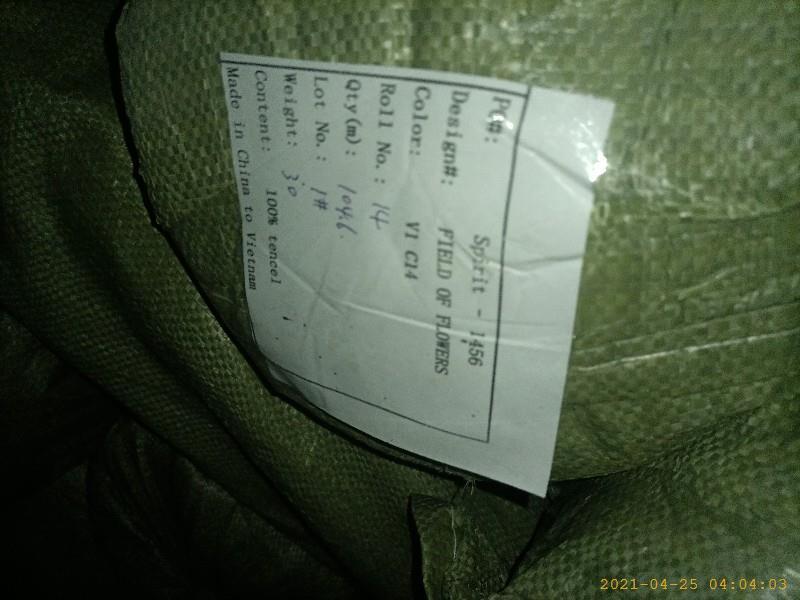 PO#: Spirit - 1456
Design#: FIELD OF FLOWERS
Color: V1 C14
Roll No.: 14
Qty(m): 104.6.
Lot No.: 1#
Weight: 30
Content: 100% tencel
Made in China to Vietnam
2021-04-25 04:04:03